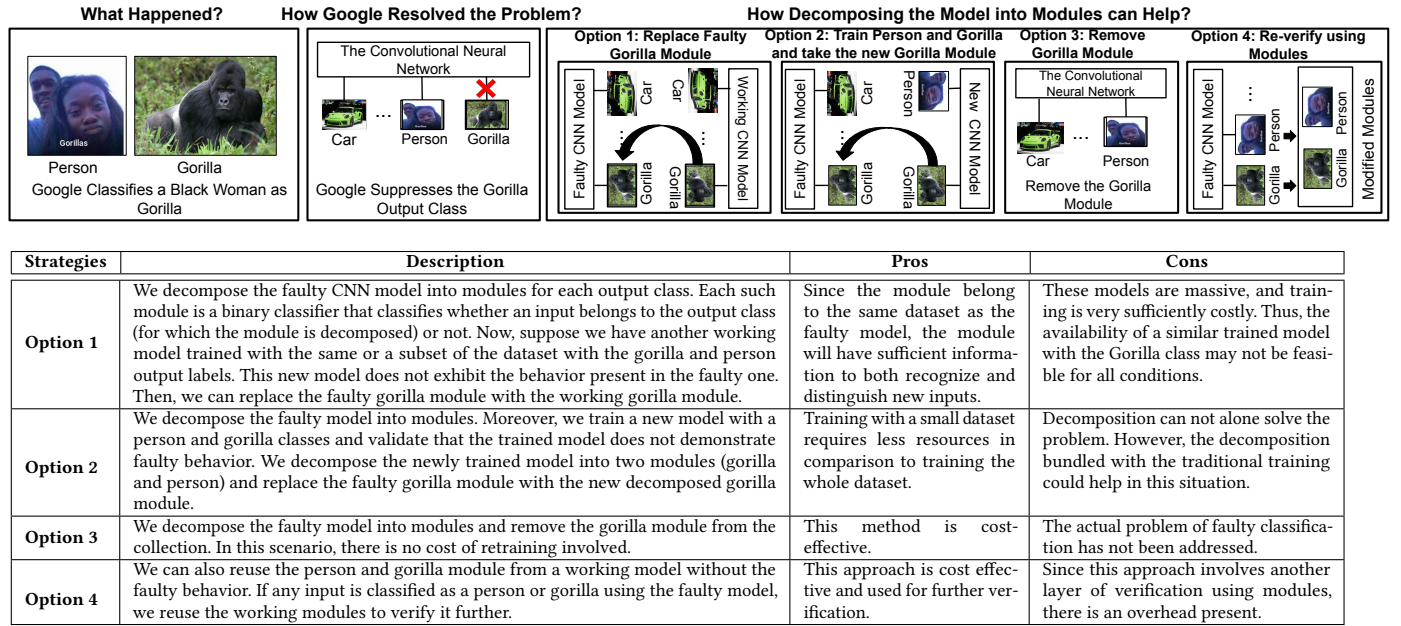 What Happened?
How Google Resolved the Problem?
How Decomposing the Model into Modules can Help?
Gorillas
Person
Gorilla
Google Classifies a Black Woman as
Gorilla
The Convolutional Neural
Network
...
Car
Person
Gorilla
Google Suppresses the Gorilla
Output Class
Option 1: Replace Faulty
Gorilla Module
Faulty CNN Model
Car
Car
...
...
Gorilla
Gorilla
Working CNN Model
Option 2: Train Person and Gorilla
and take the new Gorilla Module
Faulty CNN Model
Car
Person
...
Gorilla
Gorilla
New CNN Model
Option 3: Remove
Gorilla Module
The Convolutional
Neural Network
...
Car
Person
Remove the Gorilla
Module
Option 4: Re-verify using
Modules
Faulty CNN Model
...
Person
Gorilla
Person
Gorilla
Modified Modules
Strategies
Description
Pros
Cons
Option 1
We decompose the faulty CNN model into modules for each output class. Each such
module is a binary classifier that classifies whether an input belongs to the output class
(for which the module is decomposed) or not. Now, suppose we have another working
model trained with the same or a subset of the dataset with the gorilla and person
output labels. This new model does not exhibit the behavior present in the faulty one.
Then, we can replace the faulty gorilla module with the working gorilla module.
Since the module belong
to the same dataset as the
faulty model, the module
will have sufficient informa-
tion to both recognize and
distinguish new inputs.
These models are massive, and train-
ing is very sufficiently costly. Thus, the
availability of a similar trained model
with the Gorilla class may not be feasi-
ble for all conditions.
Option 2
We decompose the faulty model into modules. Moreover, we train a new model with a
person and gorilla classes and validate that the trained model does not demonstrate
faulty behavior. We decompose the newly trained model into two modules (gorilla
and person) and replace the faulty gorilla module with the new decomposed gorilla
module.
Training with a small dataset
requires less resources in
comparison to training the
whole dataset.
Decomposition can not alone solve the
problem. However, the decomposition
bundled with the traditional training
could help in this situation.
Option 3
We decompose the faulty model into modules and remove the gorilla module from the
collection. In this scenario, there is no cost of retraining involved.
This method is cost-
effective.
The actual problem of faulty classifica-
tion has not been addressed.
Option 4
We can also reuse the person and gorilla module from a working model without the
faulty behavior. If any input is classified as a person or gorilla using the faulty model,
we reuse the working modules to verify it further.
This approach is cost effec-
tive and used for further ver-
ification.
Since this approach involves another
layer of verification using modules,
there is an overhead present.